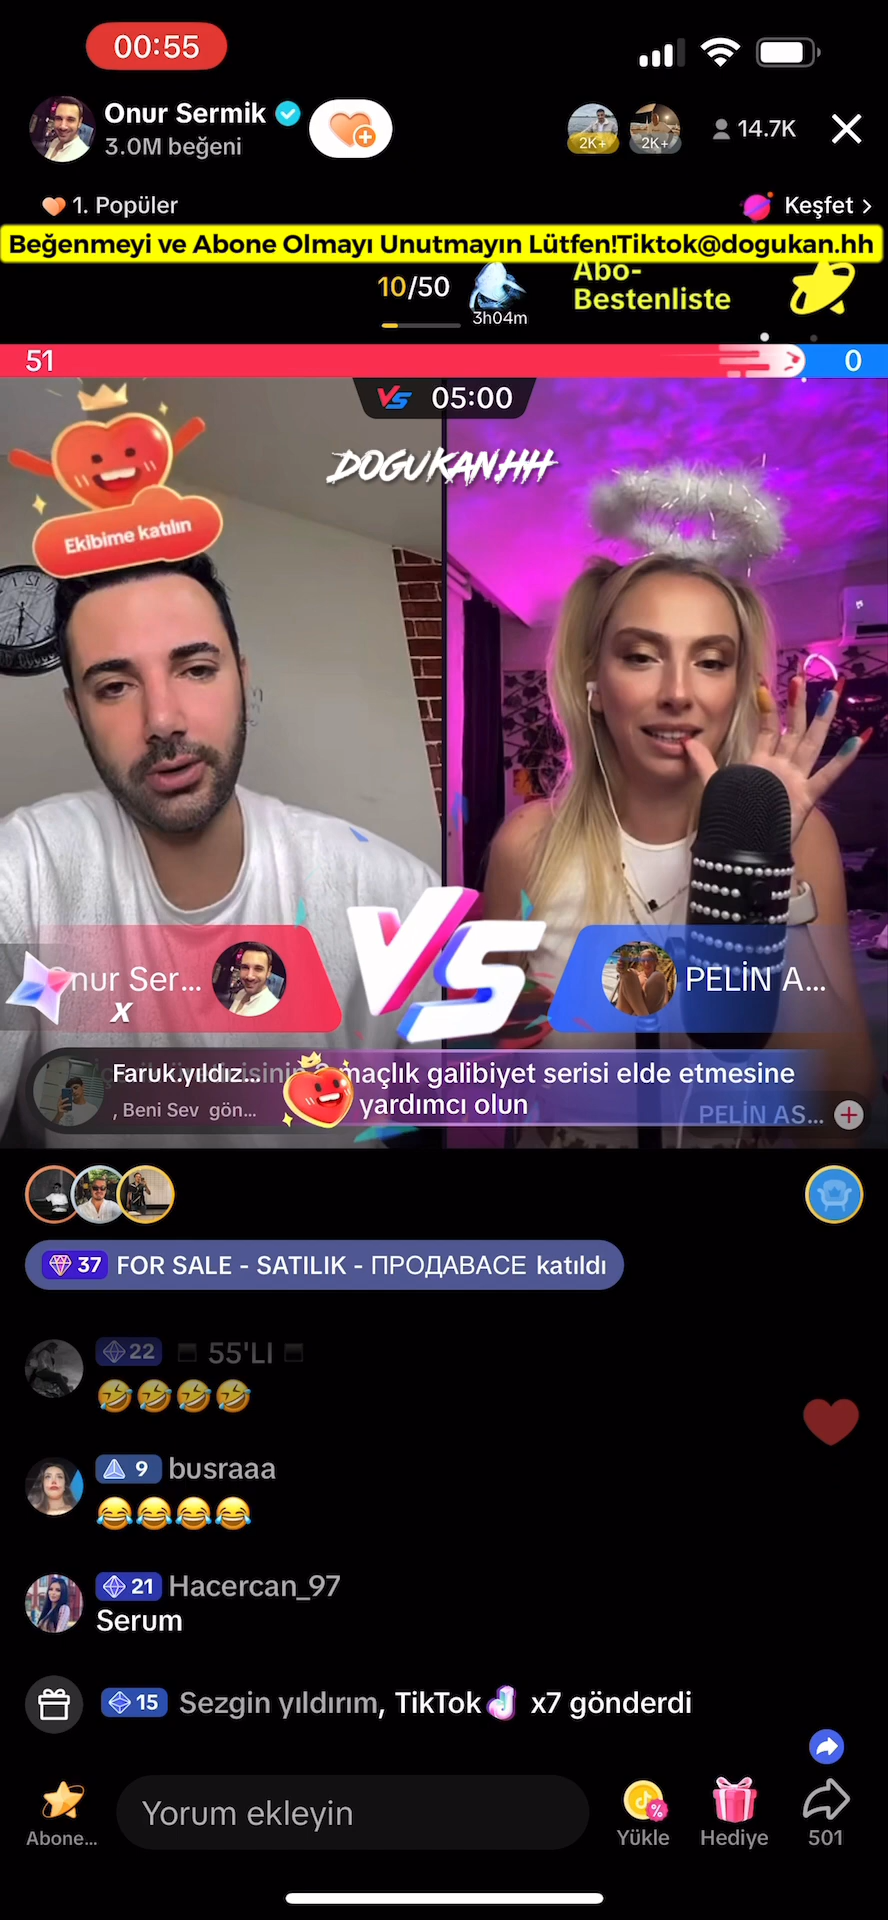 00:55
Onur Sermik
3.0M beğeni
2K+
2K+
14.7K
1. Popüler
Keşfet >
Beğenmeyi ve Abone Olmayı Unutmayın Lütfen!Tiktok@dogukan.hh
10/50
3h04m
Abo-
Bestenliste
51
0
VS 05:00
DOGUKAN.HH
Ekibime katılın
VS
nur Ser...
X
PELİN A...
Faruk.yıldız...
maçlık galibiyet serisi elde etmesine
yardımcı olun
, Beni Sev gön...
PELİN AS...
37 FOR SALE - SATILIK - ПРОДАВАСЕ katıldı
22 55'LI
🤣🤣🤣🤣
9 busraaa
😂😂😂😂
21 Hacercan_97
Serum
15 Sezgin yıldırım, TikTok x7 gönderdi
Abone...
Yorum ekleyin
Yükle
Hediye
501